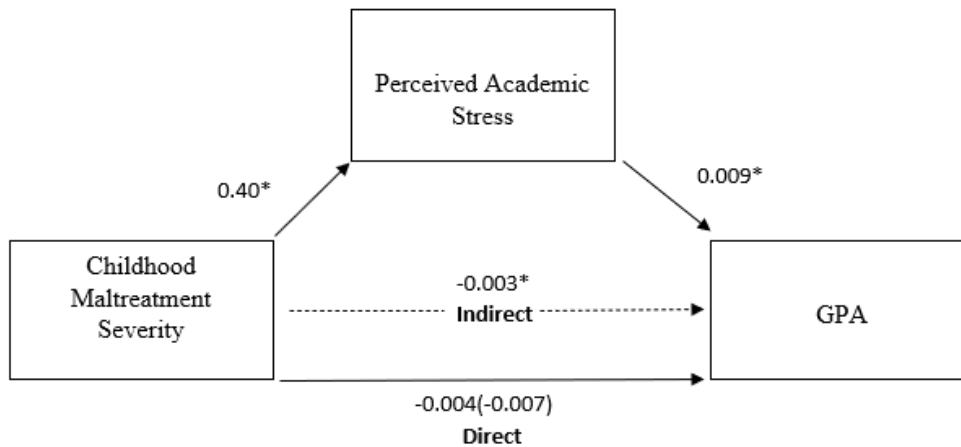 Perceived Academic
Stress
0.40*
0.009*
Childhood
Maltreatment
Severity
-0.003*
Indirect
GPA
-0.004(-0.007)
Direct